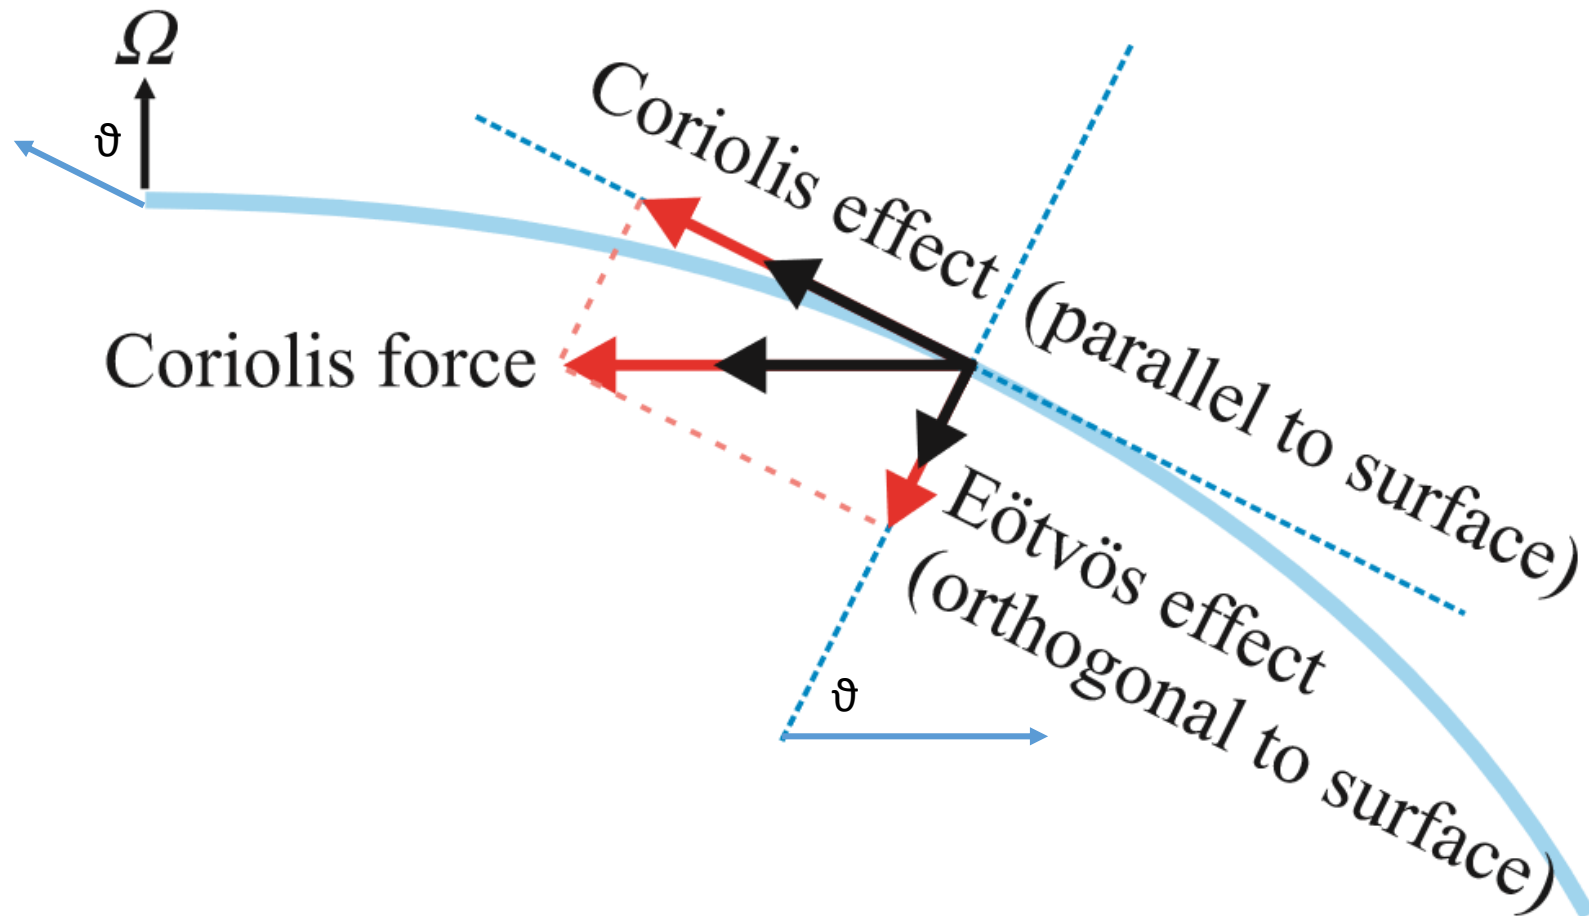 Ω
ϑ
Coriolis effect (parallel to surface)
Coriolis force
Eötvös effect
(orthogonal to surface)
ϑ